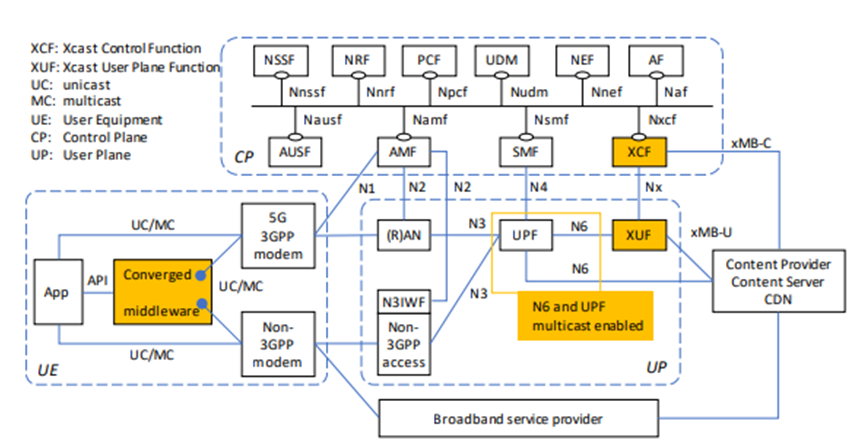 XCF: Xcast Control Function
XUF: Xcast User Plane Function
UC: unicast
MC: multicast
UE: User Equipment
CP: Control Plane
UP: User Plane
NSSF
NRF
PCF
UDM
NEF
AF
Nnssf
Nnrf
Npcf
Nudm
Nnef
Naf
Nausf
Namf
Nsmf
Nxcf
CP
AUSF
AMF
SMF
XCF
xMB-C
N1
N2
N2
N4
Nx
UC/MC
5G
3GPP
modem
(R)AN
N3
UPF
N6
XUF
xMB-U
App
API
Converged
middleware
UC/MC
N6
N3
Content Provider
Content Server
CDN
N3IWF
Non-
3GPP
access
N6 and UPF
multicast enabled
Non-
3GPP
modem
UC/MC
UE
UP
Broadband service provider